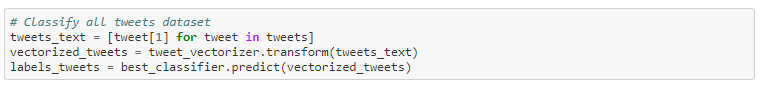 # Classify all tweets dataset
tweets_text = [tweet[1] for tweet in tweets]
vectorized_tweets = tweet_vectorizer.transform(tweets_text)
labels_tweets = best_classifier.predict(vectorized_tweets)